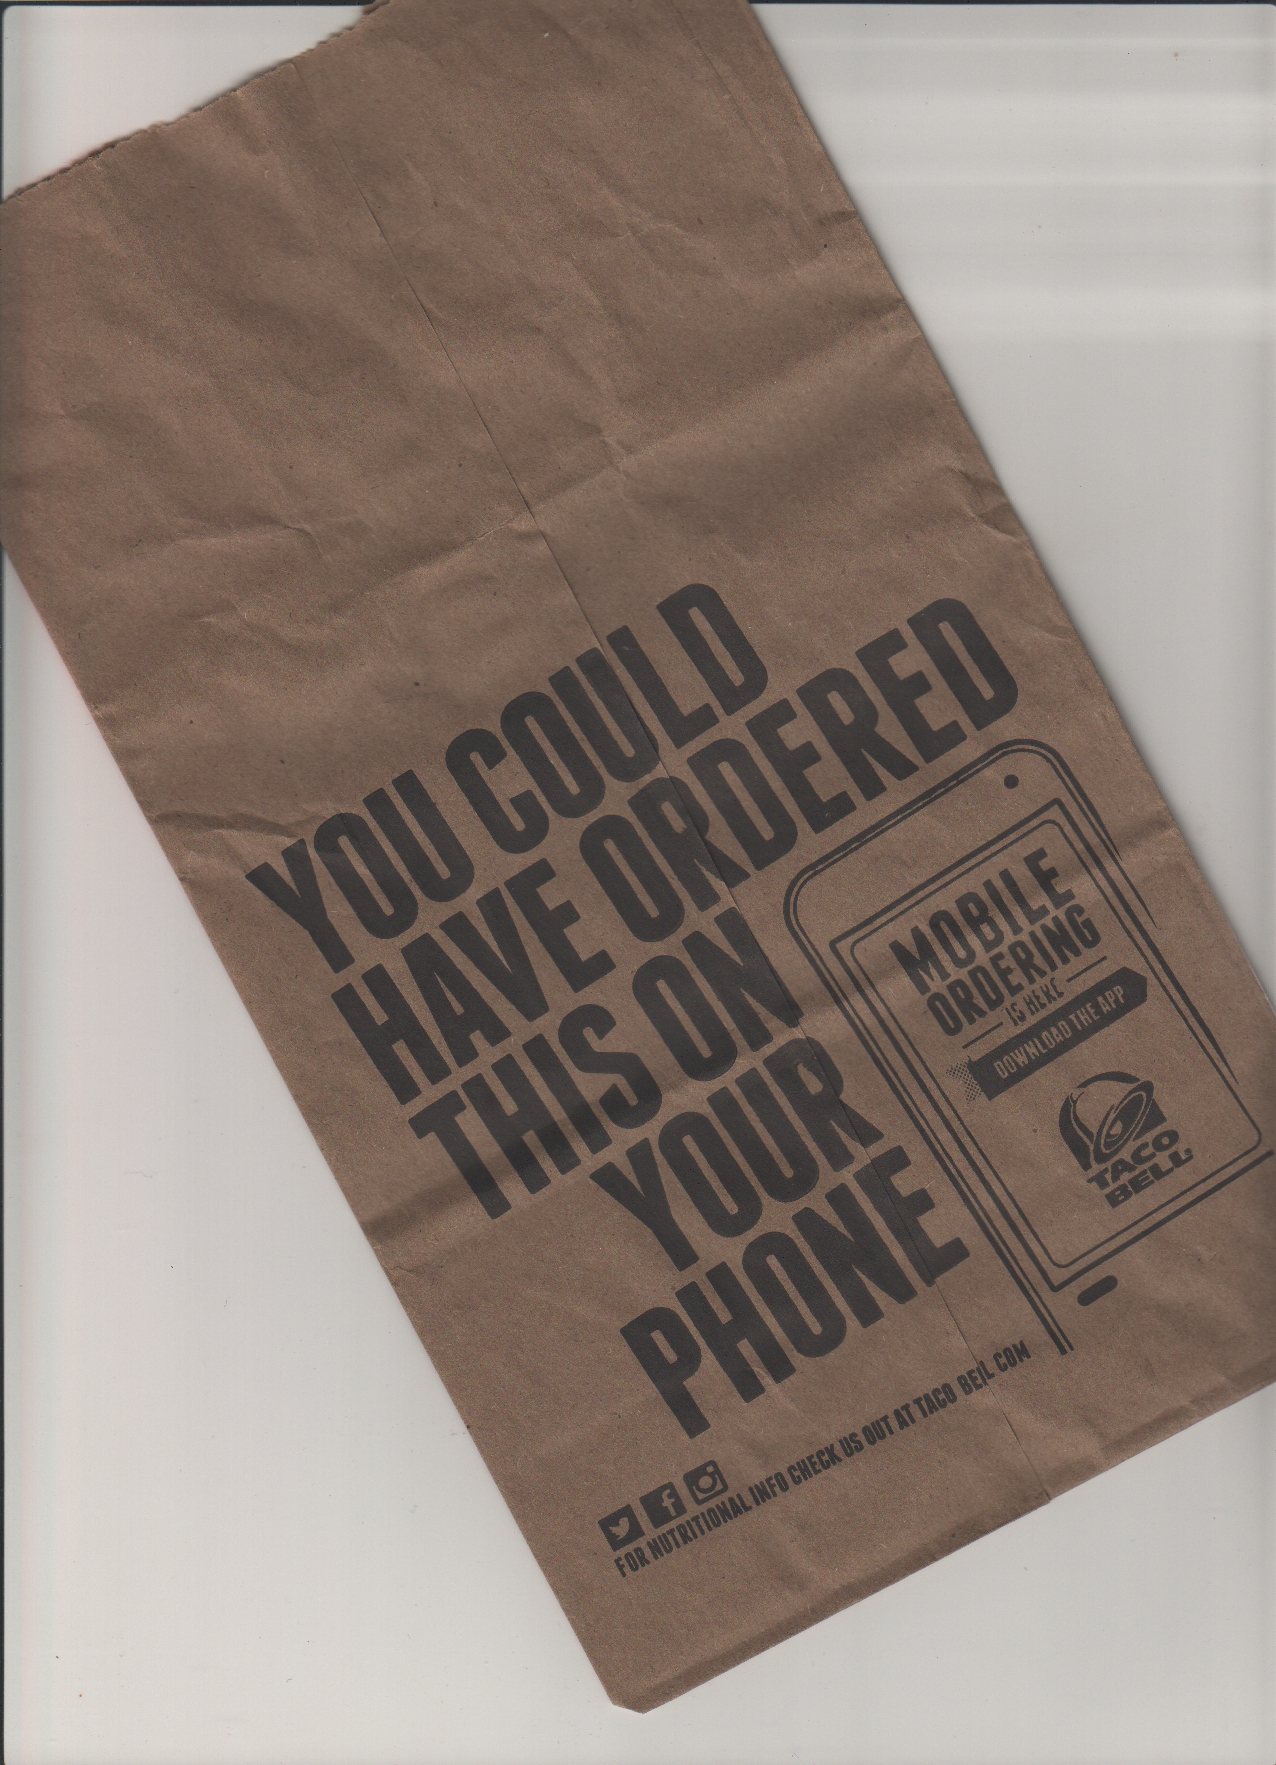 YOU COULD
HAVE ORDERED
THIS ON
YOUR
PHONE
MOBILE
ORDERING
IS HERE
DOWNLOAD THE APP
TACO
BELL®
FOR NUTRITIONAL INFO CHECK US OUT AT TACO BELL.COM